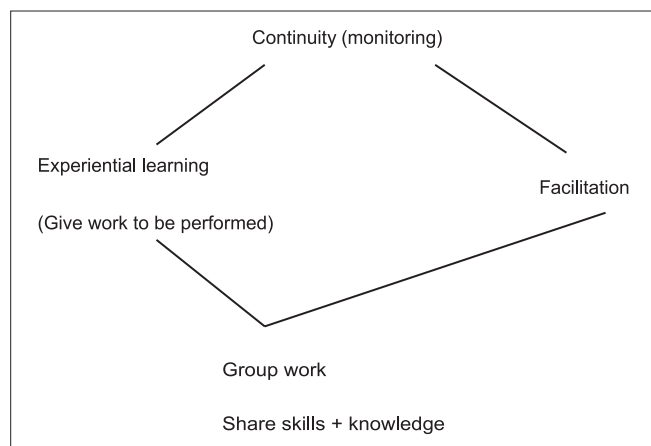 Continuity (monitoring)
Experiential learning
Facilitation
(Give work to be performed)
Group work
Share skills + knowledge